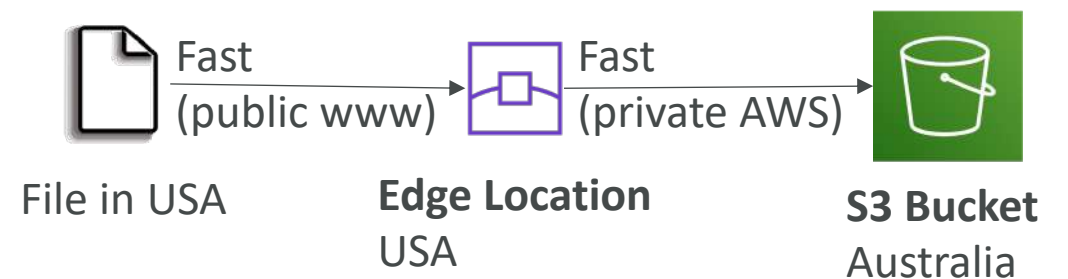 Fast
(public www)
Fast
(private AWS)
File in USA
Edge Location
USA
S3 Bucket
Australia